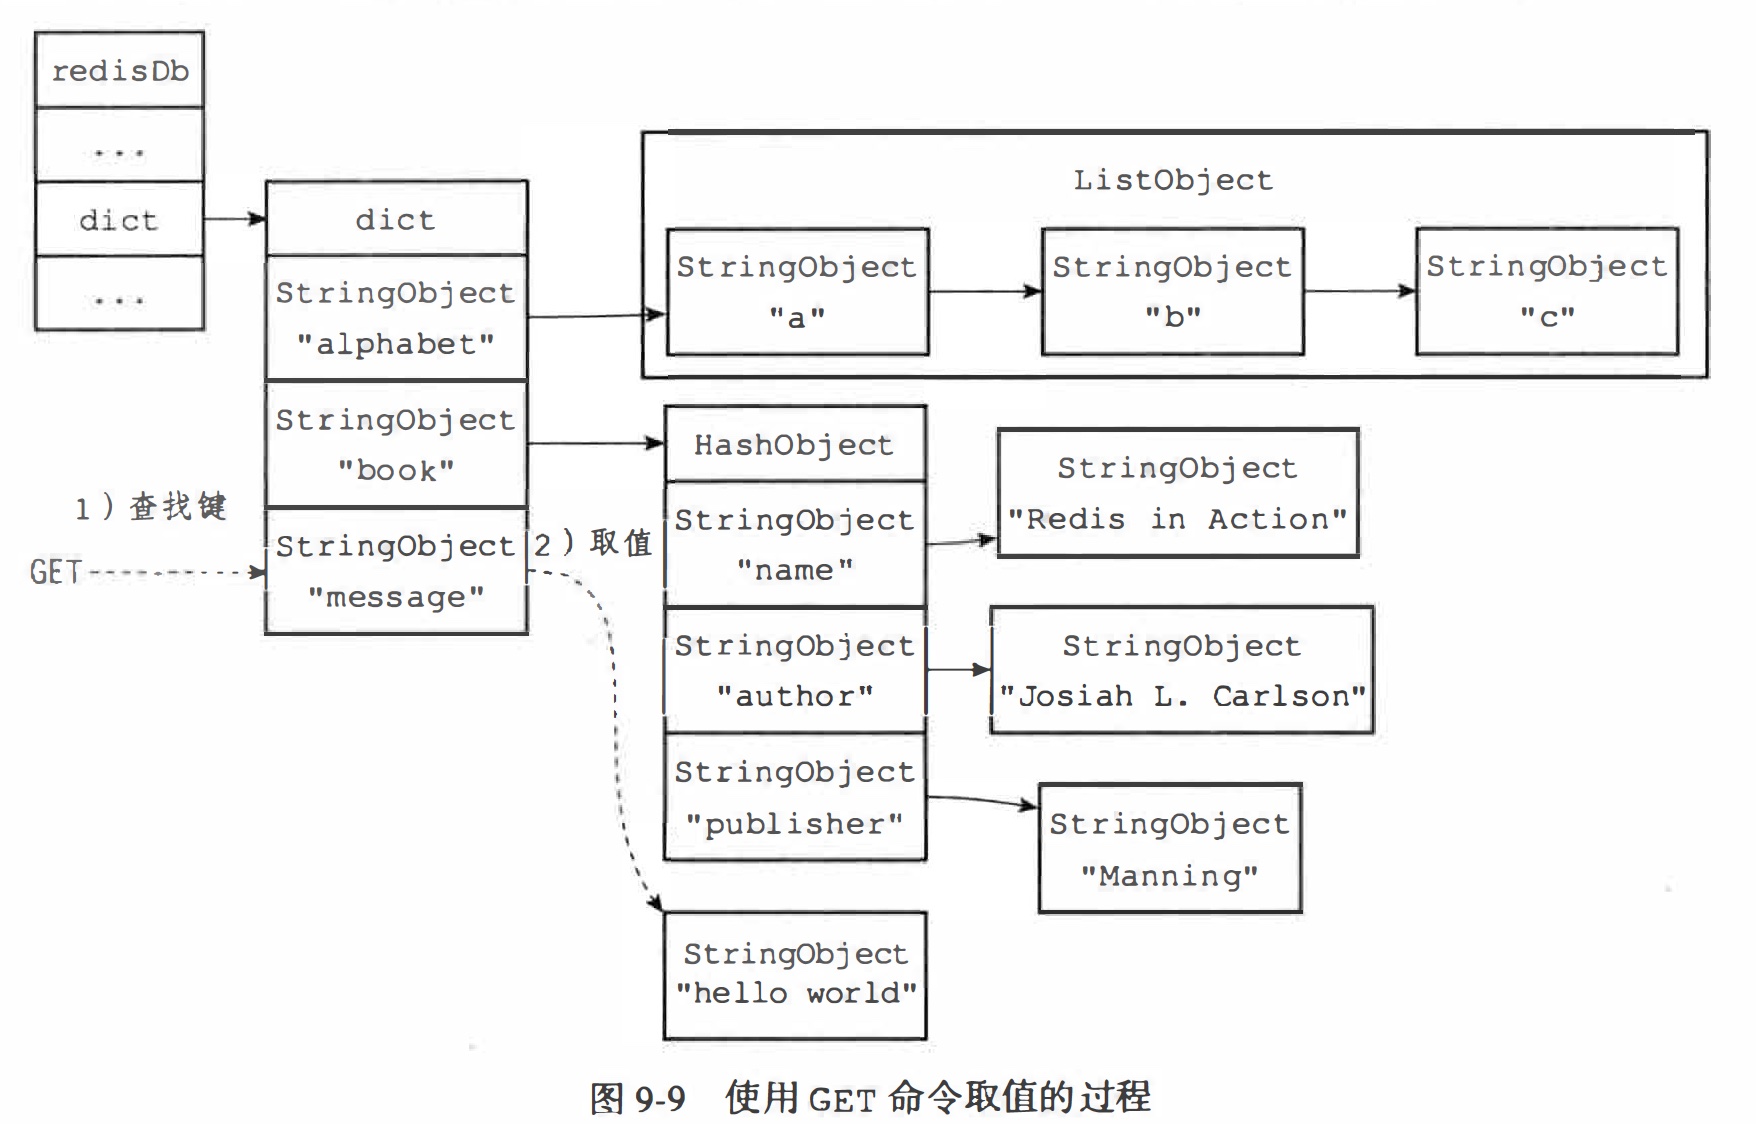 redisDb
...
dict
...
dict
StringObject
"alphabet"
StringObject
"book"
StringObject
"message"
1）查找键
GET
2）取值
ListObject
StringObject
"a"
StringObject
"b"
StringObject
"c"
HashObject
StringObject
"name"
StringObject
"author"
StringObject
"publisher"
StringObject
"Redis in Action"
StringObject
"Josiah L. Carlson"
StringObject
"Manning"
StringObject
"hello world"
图 9-9 使用 GET 命令取值的过程